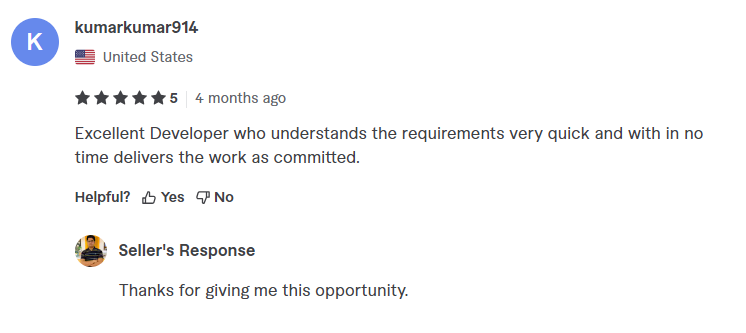 K
kumarkumar914
United States
5 4 months ago
Excellent Developer who understands the requirements very quick and with in no
time delivers the work as committed.
Helpful? Yes No
Seller's Response
Thanks for giving me this opportunity.